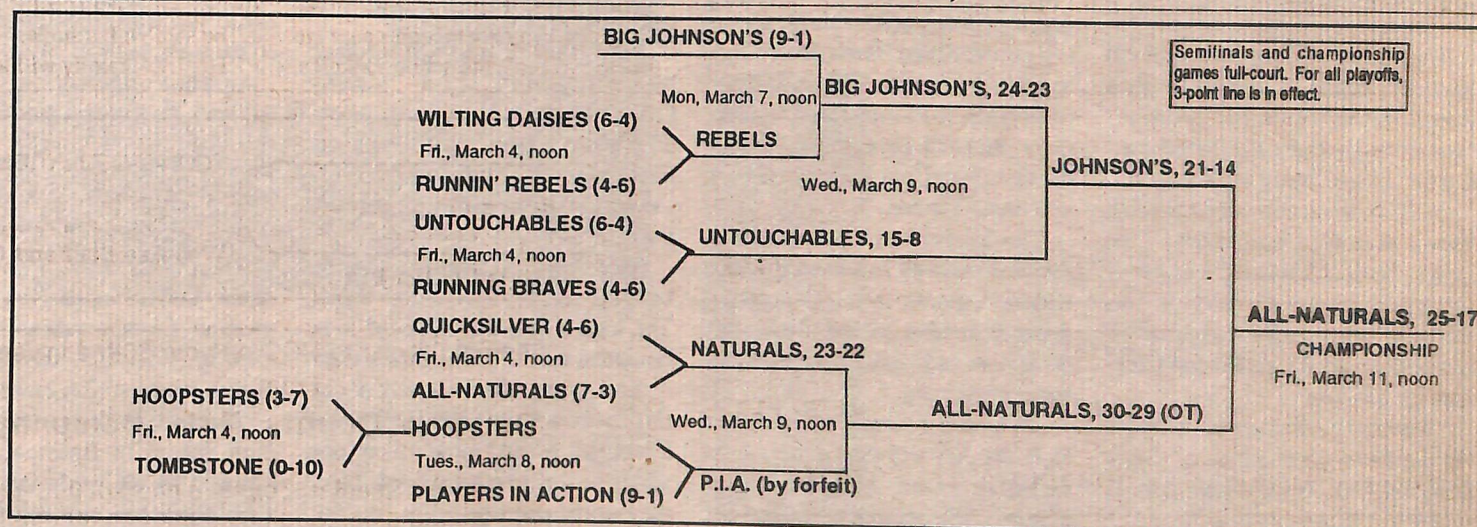 BIG JOHNSON'S (9-1)
Semifinals and championship
games full-court. For all playoffs,
3-point line is in effect.
Mon, March 7, noon
BIG JOHNSON'S, 24-23
WILTING DAISIES (6-4)
Fri., March 4, noon
REBELS
RUNNIN' REBELS (4-6)
Wed., March 9, noon
JOHNSON'S, 21-14
UNTOUCHABLES (6-4)
Fri., March 4, noon
UNTOUCHABLES, 15-8
RUNNING BRAVES (4-6)
QUICKSILVER (4-6)
Fri., March 4, noon
NATURALS, 23-22
ALL-NATURALS (7-3)
ALL-NATURALS, 25-17
CHAMPIONSHIP
Fri., March 11, noon
HOOPSTERS (3-7)
Fri., March 4, noon
TOMBSTONE (0-10)
HOOPSTERS
Tues., March 8, noon
PLAYERS IN ACTION (9-1)
Wed., March 9, noon
ALL-NATURALS, 30-29 (OT)
P.I.A. (by forfeit)